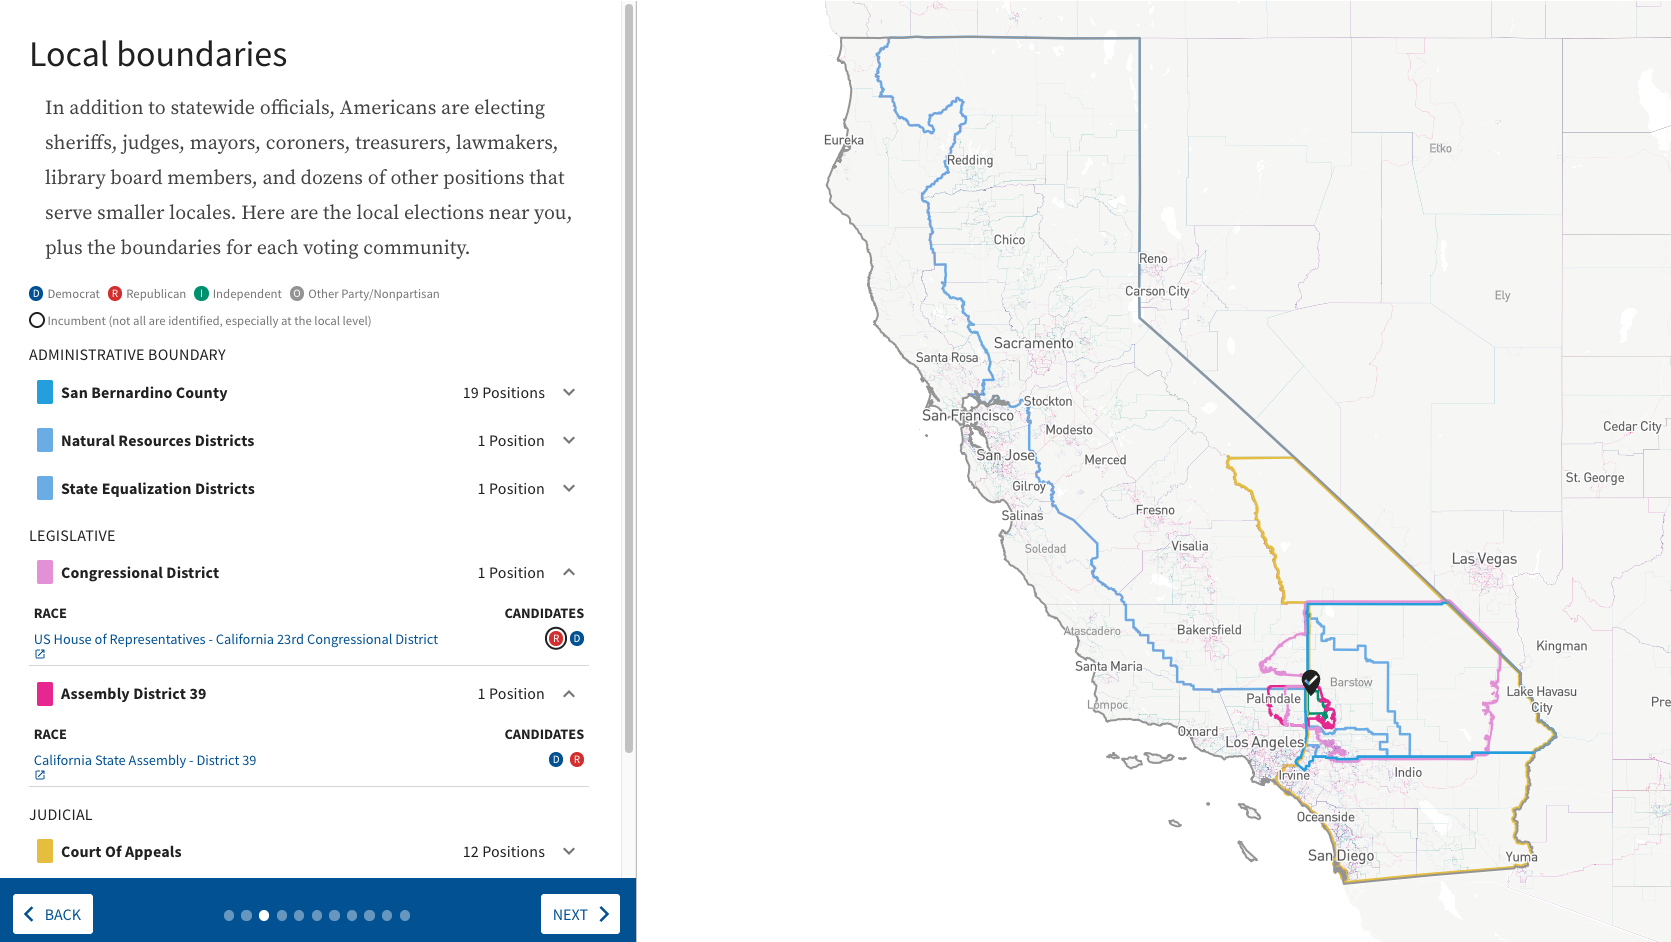 Local boundaries
In addition to statewide officials, Americans are electing
sheriffs, judges, mayors, coroners, treasurers, lawmakers,
library board members, and dozens of other positions that
serve smaller locales. Here are the local elections near you,
plus the boundaries for each voting community.
D Democrat R Republican I Independent O Other Party/Nonpartisan
Incumbent (not all are identified, especially at the local level)
ADMINISTRATIVE BOUNDARY
San Bernardino County 19 Positions
Natural Resources Districts 1 Position
State Equalization Districts 1 Position
LEGISLATIVE
Congressional District 1 Position
RACE CANDIDATES
US House of Representatives - California 23rd Congressional District R D
Assembly District 39 1 Position
RACE CANDIDATES
California State Assembly - District 39 D R
JUDICIAL
Court Of Appeals 12 Positions
BACK
NEXT
Eureka
Elko
Redding
Chico
Reno
Carson City
Ely
Sacramento
Santa Rosa
Stockton
San Francisco
Modesto
Cedar City
San Jose
Merced
St. George
Gilroy
Salinas
Fresno
Soledad
Visalia
Las Vegas
Atascadero
Bakersfield
Kingman
Santa Maria
Barstow
Lake Havasu
City
Palmdale
Lompoc
Pre
Oxnard
Los Angeles
Irvine
Indio
Oceanside
San Diego
Yuma